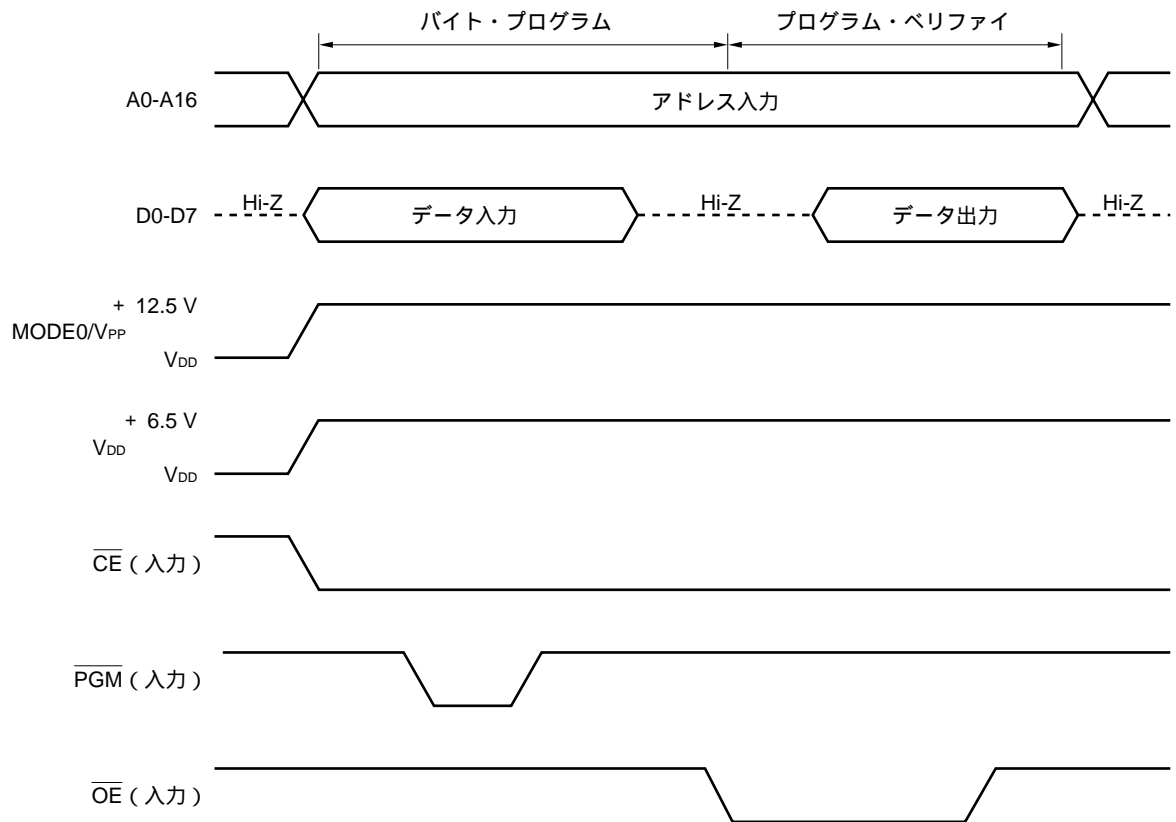 バイト・プログラム プログラム・ベリファイ
A0-A16 アドレス入力
D0-D7 Hi-Z データ入力 Hi-Z データ出力 Hi-Z
+ 12.5 V
MODE0/VPP
VDD
+ 6.5 V
VDD
VDD
CE（入力）
PGM（入力）
OE（入力）